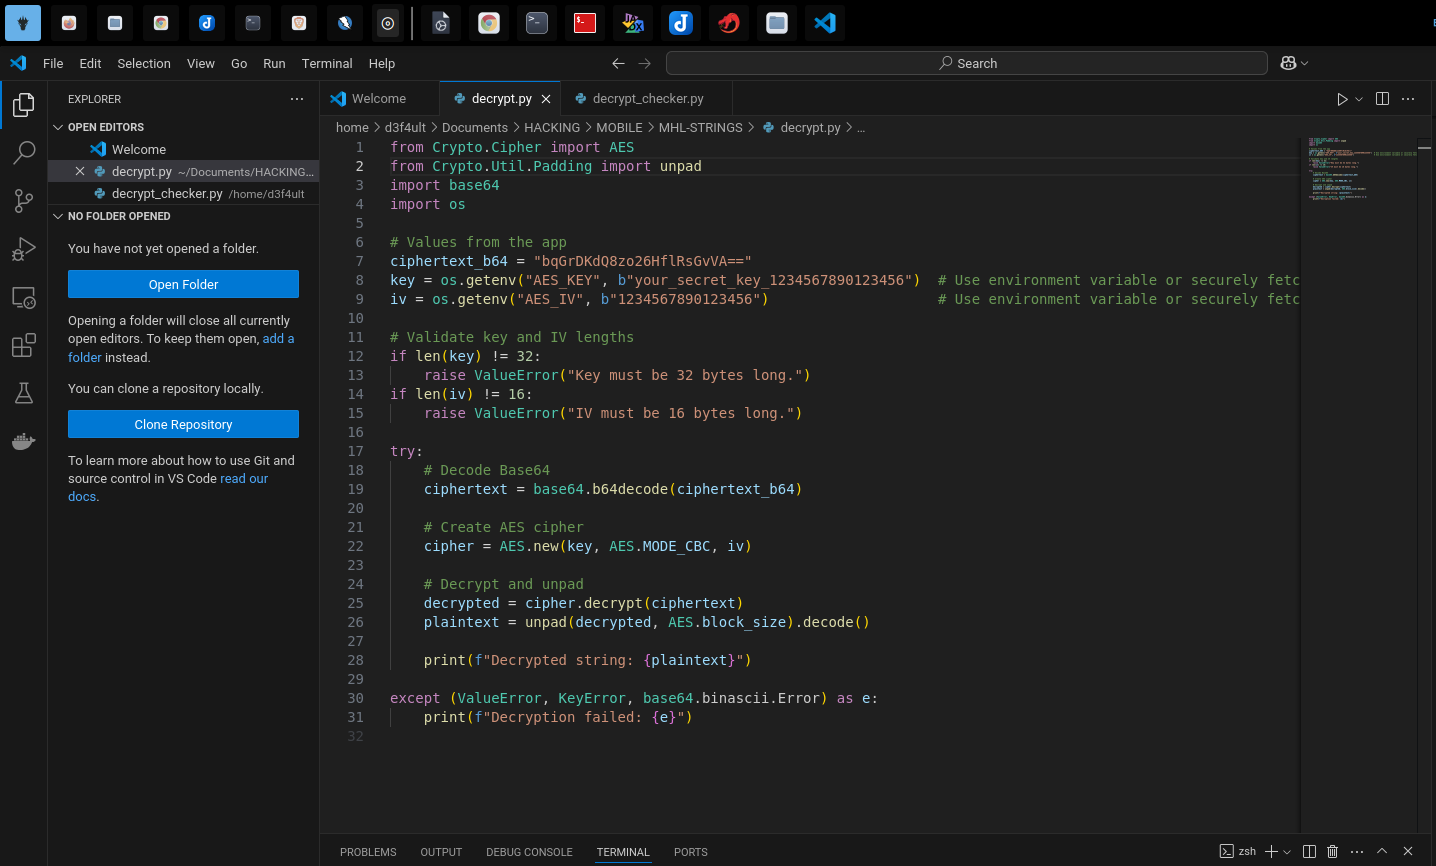 File Edit Selection View Go Run Terminal Help
Search
EXPLORER
Welcome
decrypt.py
decrypt_checker.py
OPEN EDITORS
Welcome
decrypt.py ~/Documents/HACKING...
decrypt_checker.py /home/d3f4ult
NO FOLDER OPENED
You have not yet opened a folder.
Open Folder
Opening a folder will close all currently
open editors. To keep them open, add a
folder instead.
You can clone a repository locally.
Clone Repository
To learn more about how to use Git and
source control in VS Code read our
docs.
home > d3f4ult > Documents > HACKING > MOBILE > MHL-STRINGS > decrypt.py > ...
1 from Crypto.Cipher import AES
2 from Crypto.Util.Padding import unpad
3 import base64
4 import os
5
6 # Values from the app
7 ciphertext_b64 = "bqGrDKdQ8zo26HflRsGvVA=="
8 key = os.getenv("AES_KEY", b"your_secret_key_1234567890123456")  # Use environment variable or securely fetc
9 iv = os.getenv("AES_IV", b"1234567890123456")                    # Use environment variable or securely fetc
10
11 # Validate key and IV lengths
12 if len(key) != 32:
13     raise ValueError("Key must be 32 bytes long.")
14 if len(iv) != 16:
15     raise ValueError("IV must be 16 bytes long.")
16
17 try:
18     # Decode Base64
19     ciphertext = base64.b64decode(ciphertext_b64)
20
21     # Create AES cipher
22     cipher = AES.new(key, AES.MODE_CBC, iv)
23
24     # Decrypt and unpad
25     decrypted = cipher.decrypt(ciphertext)
26     plaintext = unpad(decrypted, AES.block_size).decode()
27
28     print(f"Decrypted string: {plaintext}")
29
30 except (ValueError, KeyError, base64.binascii.Error) as e:
31     print(f"Decryption failed: {e}")
32
PROBLEMS OUTPUT DEBUG CONSOLE TERMINAL PORTS
zsh